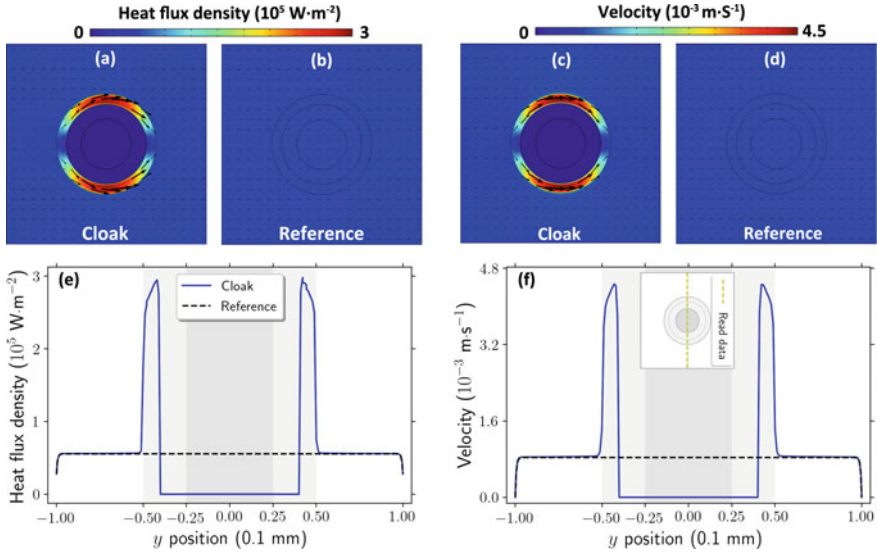 Heat flux density (10⁵ W·m⁻²)
0 3
Velocity (10⁻³ m·S⁻¹)
0 4.5
(a)
Cloak
(b)
Reference
(c)
Cloak
(d)
Reference
(e)
Cloak
Reference
Heat flux density (10⁵ W·m⁻²)
3
2
1
0
−1.00 −0.50 −0.25 0.00 0.25 0.50 1.00
y position (0.1 mm)
(f)
Read data
Velocity (10⁻³ m·s⁻¹)
4.8
3.2
1.6
0.0
−1.00 −0.50 −0.25 0.00 0.25 0.50 1.00
y position (0.1 mm)